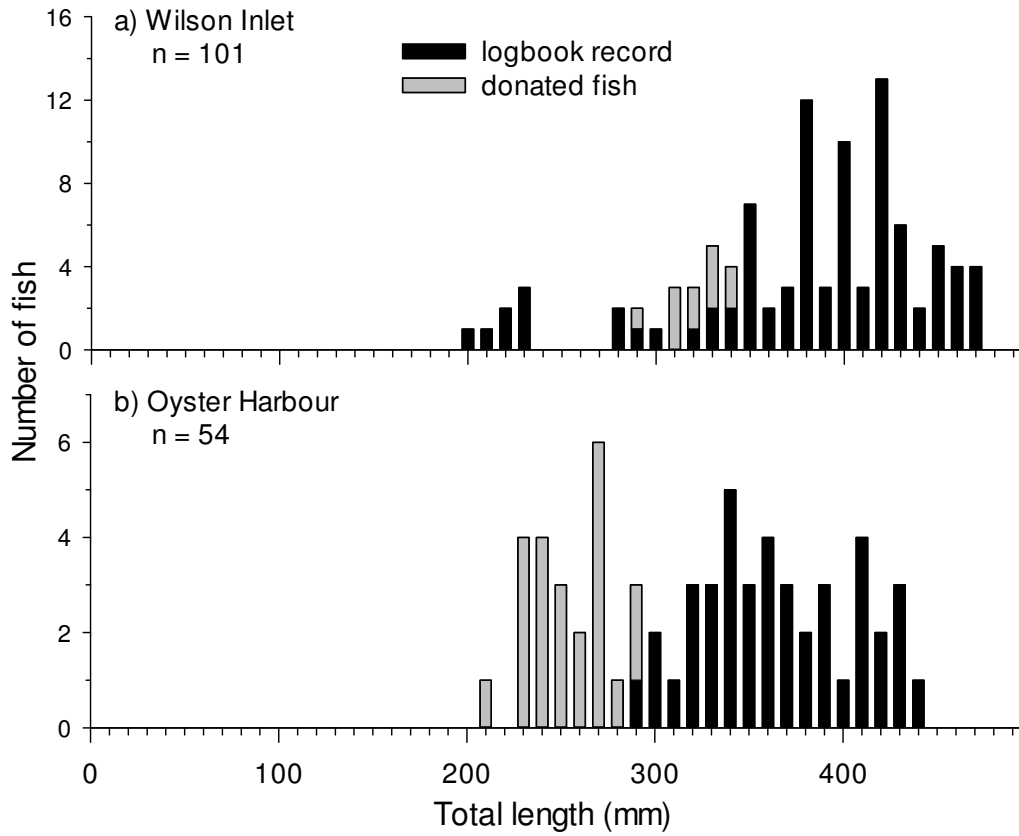 a) Wilson Inlet
n = 101
logbook record
donated fish
16
12
8
4
0
Number of fish
b) Oyster Harbour
n = 54
6
4
2
0
0 100 200 300 400
Total length (mm)